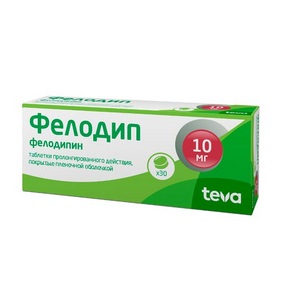 Фелодип
фелодипин
таблетки пролонгированного действия,
покрытые пленочной оболочкой
10
мг
x30
teva